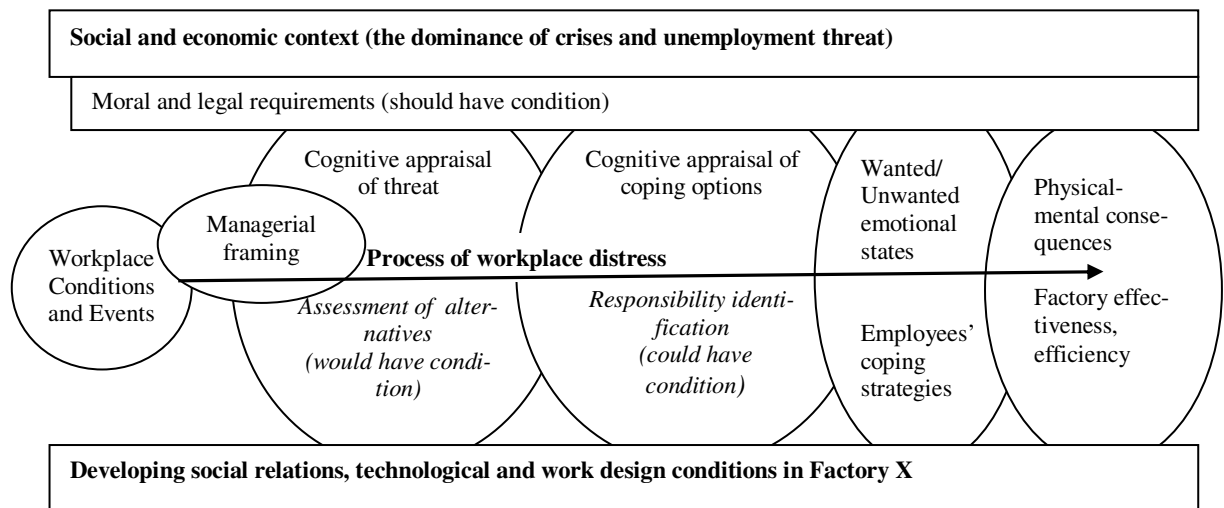 Social and economic context (the dominance of crises and unemployment threat)
Moral and legal requirements (should have condition)
Workplace
Conditions
and Events
Managerial
framing
Cognitive appraisal
of threat
Cognitive appraisal of
coping options
Wanted/
Unwanted
emotional
states
Physical-
mental conse-
quences
Process of workplace distress
Assessment of alter-
natives
(would have condi-
tion)
Responsibility identi-
fication
(could have
condition)
Employees'
coping
strategies
Factory effec-
tiveness,
efficiency
Developing social relations, technological and work design conditions in Factory X